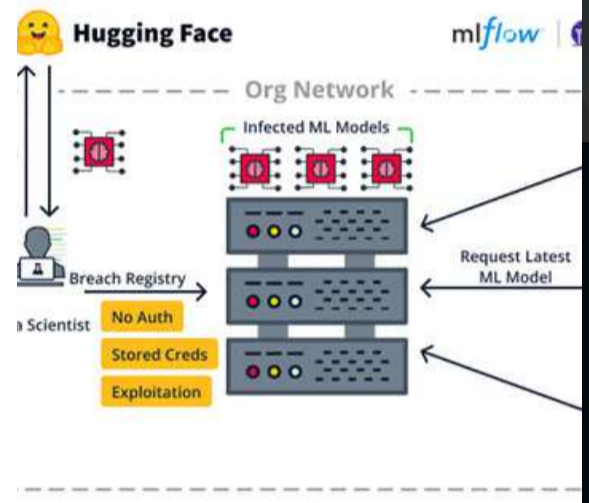 Hugging Face
mlflow
Org Network
Infected ML Models
Request Latest
ML Model
Breach Registry
a Scientist
No Auth
Stored Creds
Exploitation